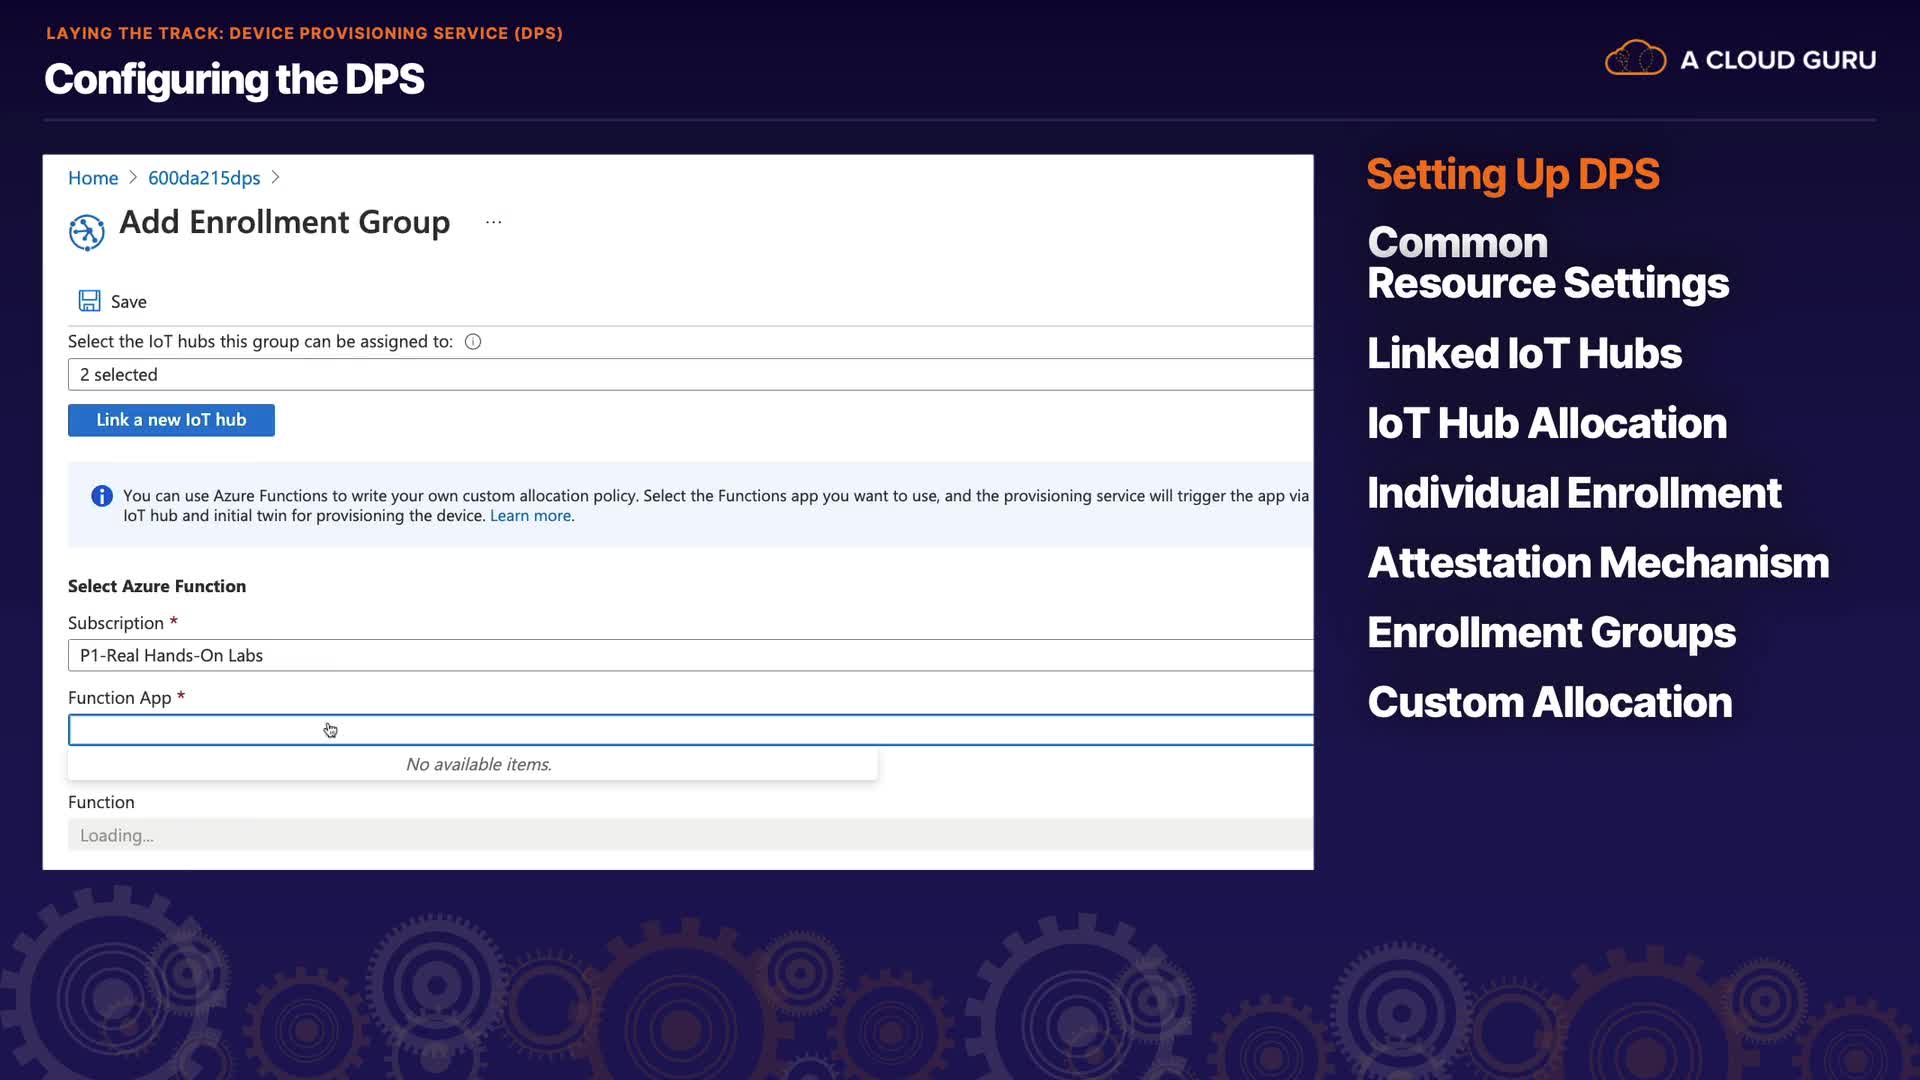 LAYING THE TRACK: DEVICE PROVISIONING SERVICE (DPS)
Configuring the DPS
A CLOUD GURU
Home > 600da215dps >
Add Enrollment Group ...
Save
Select the IoT hubs this group can be assigned to:
2 selected
Link a new IoT hub
You can use Azure Functions to write your own custom allocation policy. Select the Functions app you want to use, and the provisioning service will trigger the app via
IoT hub and initial twin for provisioning the device. Learn more.
Select Azure Function
Subscription *
P1-Real Hands-On Labs
Function App *
No available items.
Function
Loading...
Setting Up DPS
Common
Resource Settings
Linked IoT Hubs
IoT Hub Allocation
Individual Enrollment
Attestation Mechanism
Enrollment Groups
Custom Allocation